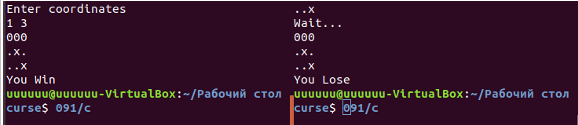 Enter coordinates
1 3
000
.x.
..x
You Win
uuuuuu@uuuuuu-VirtualBox:~/Рабочий стол
curse$ 091/c
..x
Wait...
000
.x.
..x
You Lose
uuuuuu@uuuuuu-VirtualBox:~/Рабочий стол
curse$ 091/c